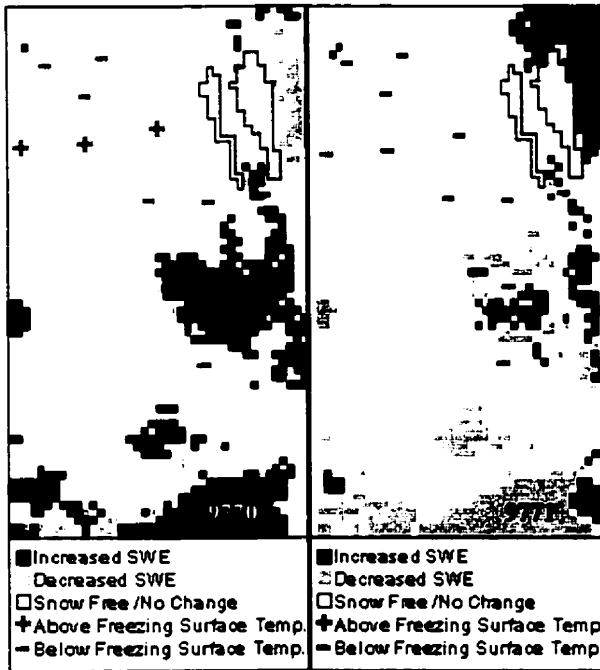 Increased SWE
Decreased SWE
Snow Free/No Change
Above Freezing Surface Temp.
Below Freezing Surface Temp.
Increased SWE
Decreased SWE
Snow Free/No Change
Above Freezing Surface Temp.
Below Freezing Surface Temp.